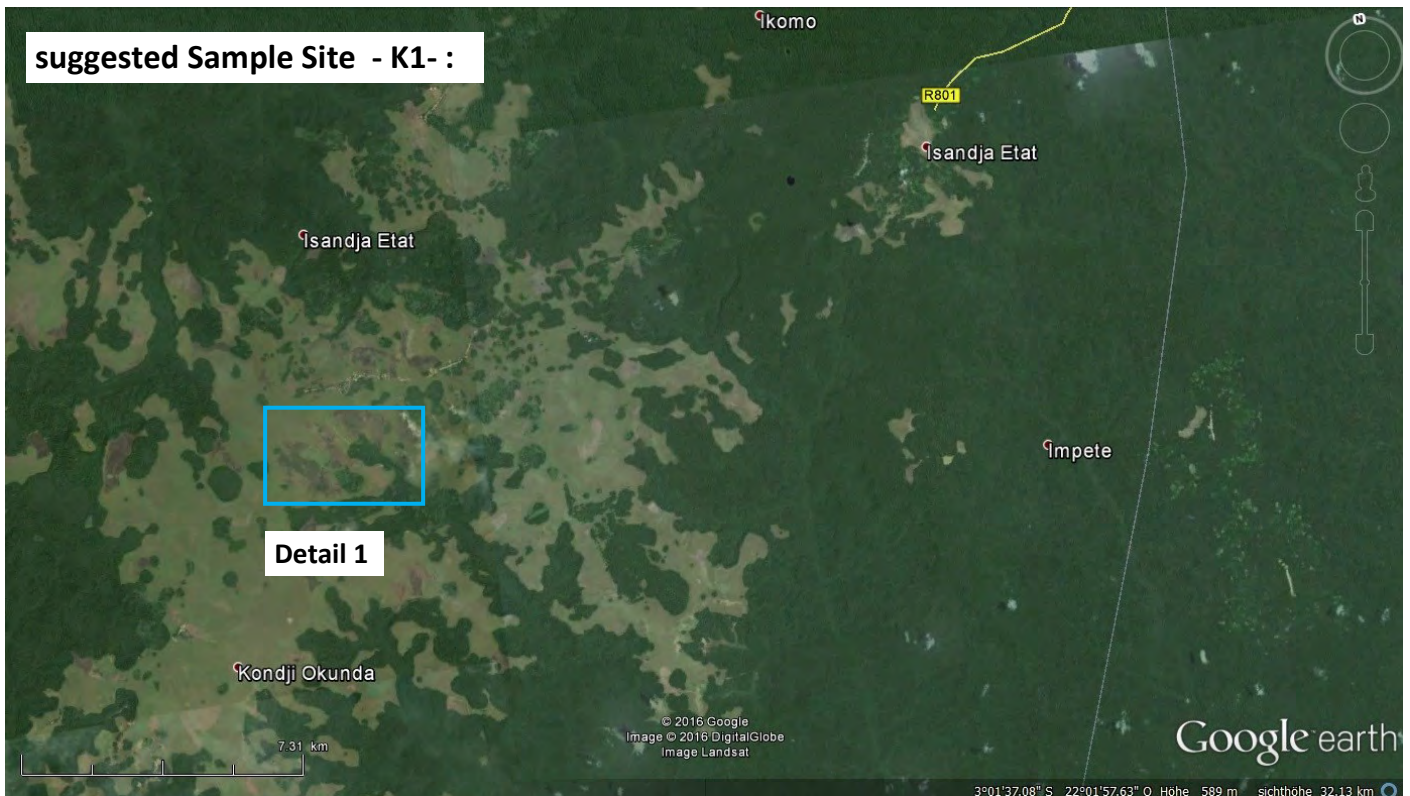 suggested Sample Site - K1- :
Ikomo
N
R801
Isandja Etat
Isandja Etat
Impete
Detail 1
Kondji Okunda
7.31 km
© 2016 Google
Image © 2016 DigitalGlobe
Image Landsat
Google earth
3°01'37.08" S 22°01'57.63" O Höhe 589 m sichthöhe 32.13 km